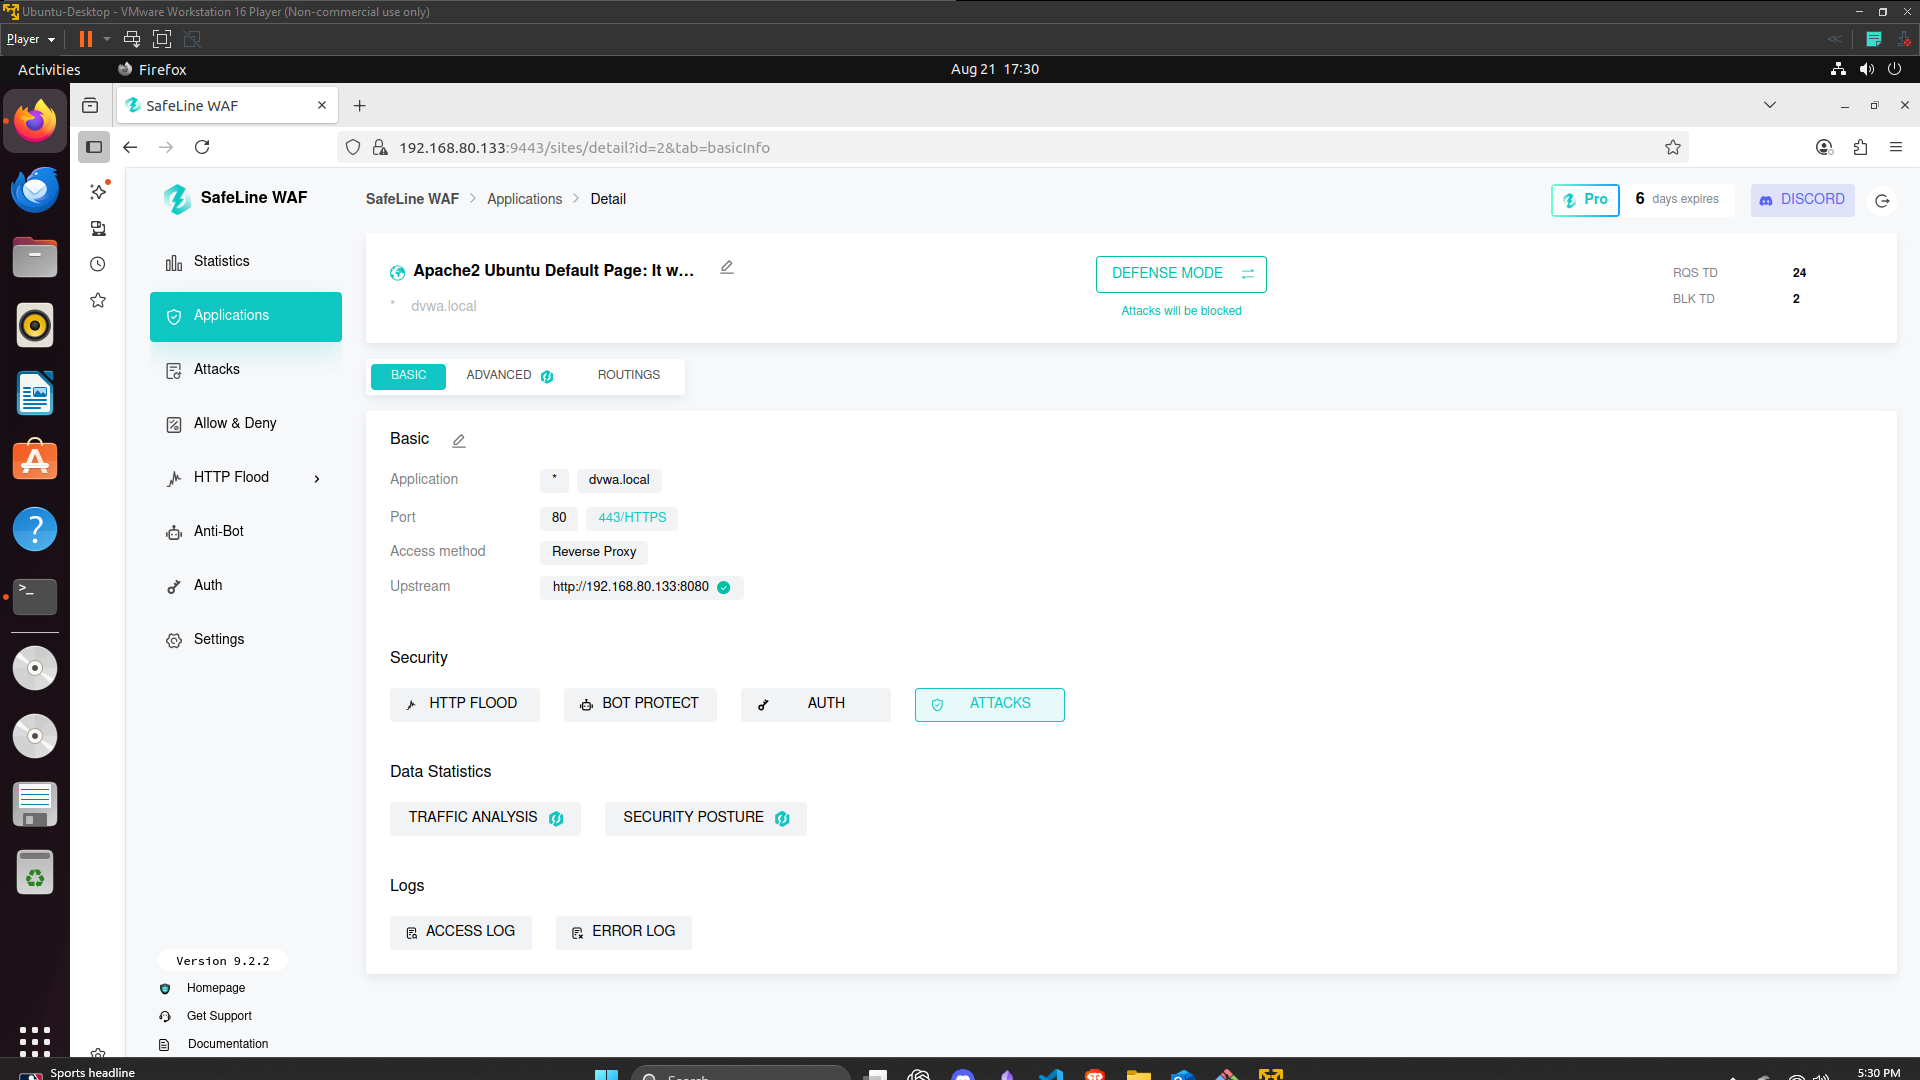 Ubuntu-Desktop - VMware Workstation 16 Player (Non-commercial use only)
Player
Activities
Firefox
Aug 21 17:30
SafeLine WAF
192.168.80.133:9443/sites/detail?id=2&tab=basicInfo
SafeLine WAF
SafeLine WAF > Applications > Detail
Pro
6 days expires
DISCORD
Statistics
Applications
Attacks
Allow & Deny
HTTP Flood
Anti-Bot
Auth
Settings
Apache2 Ubuntu Default Page: It w...
* dvwa.local
DEFENSE MODE
Attacks will be blocked
RQS TD 24
BLK TD 2
BASIC
ADVANCED
ROUTINGS
Basic
Application * dvwa.local
Port 80 443/HTTPS
Access method Reverse Proxy
Upstream http://192.168.80.133:8080
Security
HTTP FLOOD
BOT PROTECT
AUTH
ATTACKS
Data Statistics
TRAFFIC ANALYSIS
SECURITY POSTURE
Logs
ACCESS LOG
ERROR LOG
Version 9.2.2
Homepage
Get Support
Documentation
Sports headline
Search
5:30 PM